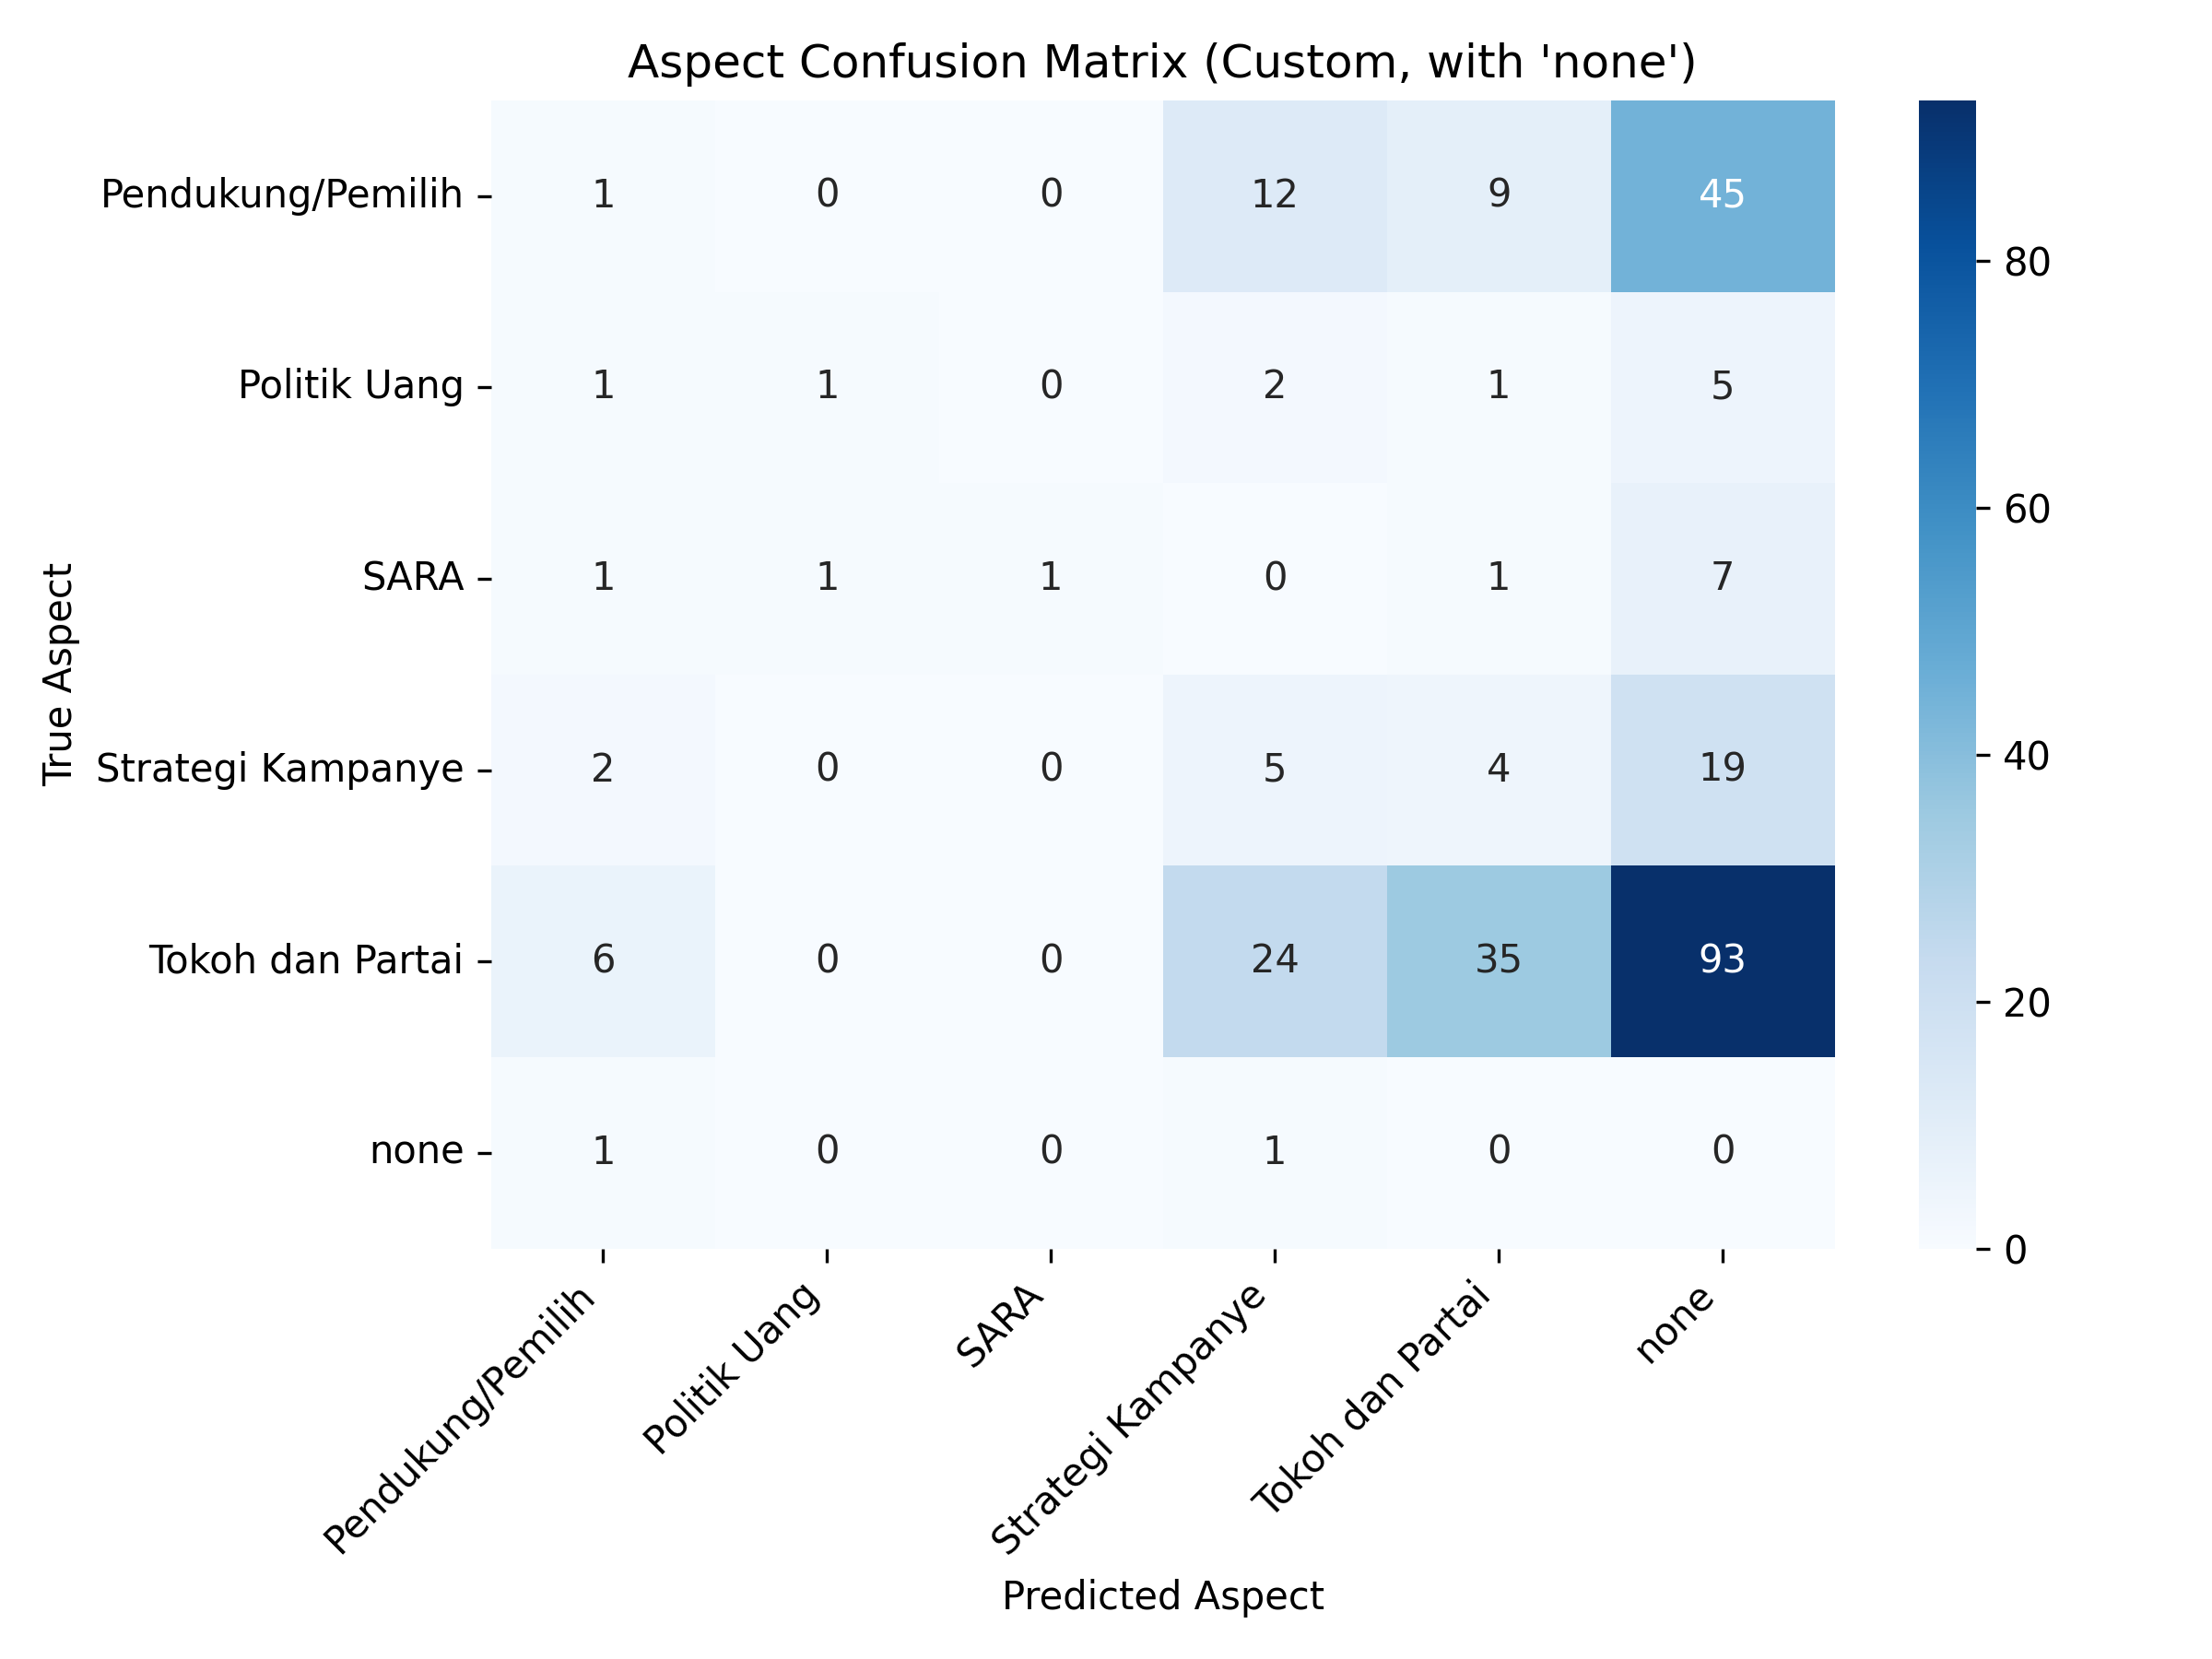 Aspect Confusion Matrix (Custom, with 'none')
True Aspect
Pendukung/Pemilih 1 0 0 12 9 45
Politik Uang 1 1 0 2 1 5
SARA 1 1 1 0 1 7
Strategi Kampanye 2 0 0 5 4 19
Tokoh dan Partai 6 0 0 24 35 93
none 1 0 0 1 0 0
Pendukung/Pemilih Politik Uang SARA Strategi Kampanye Tokoh dan Partai none
Predicted Aspect
80
60
40
20
0